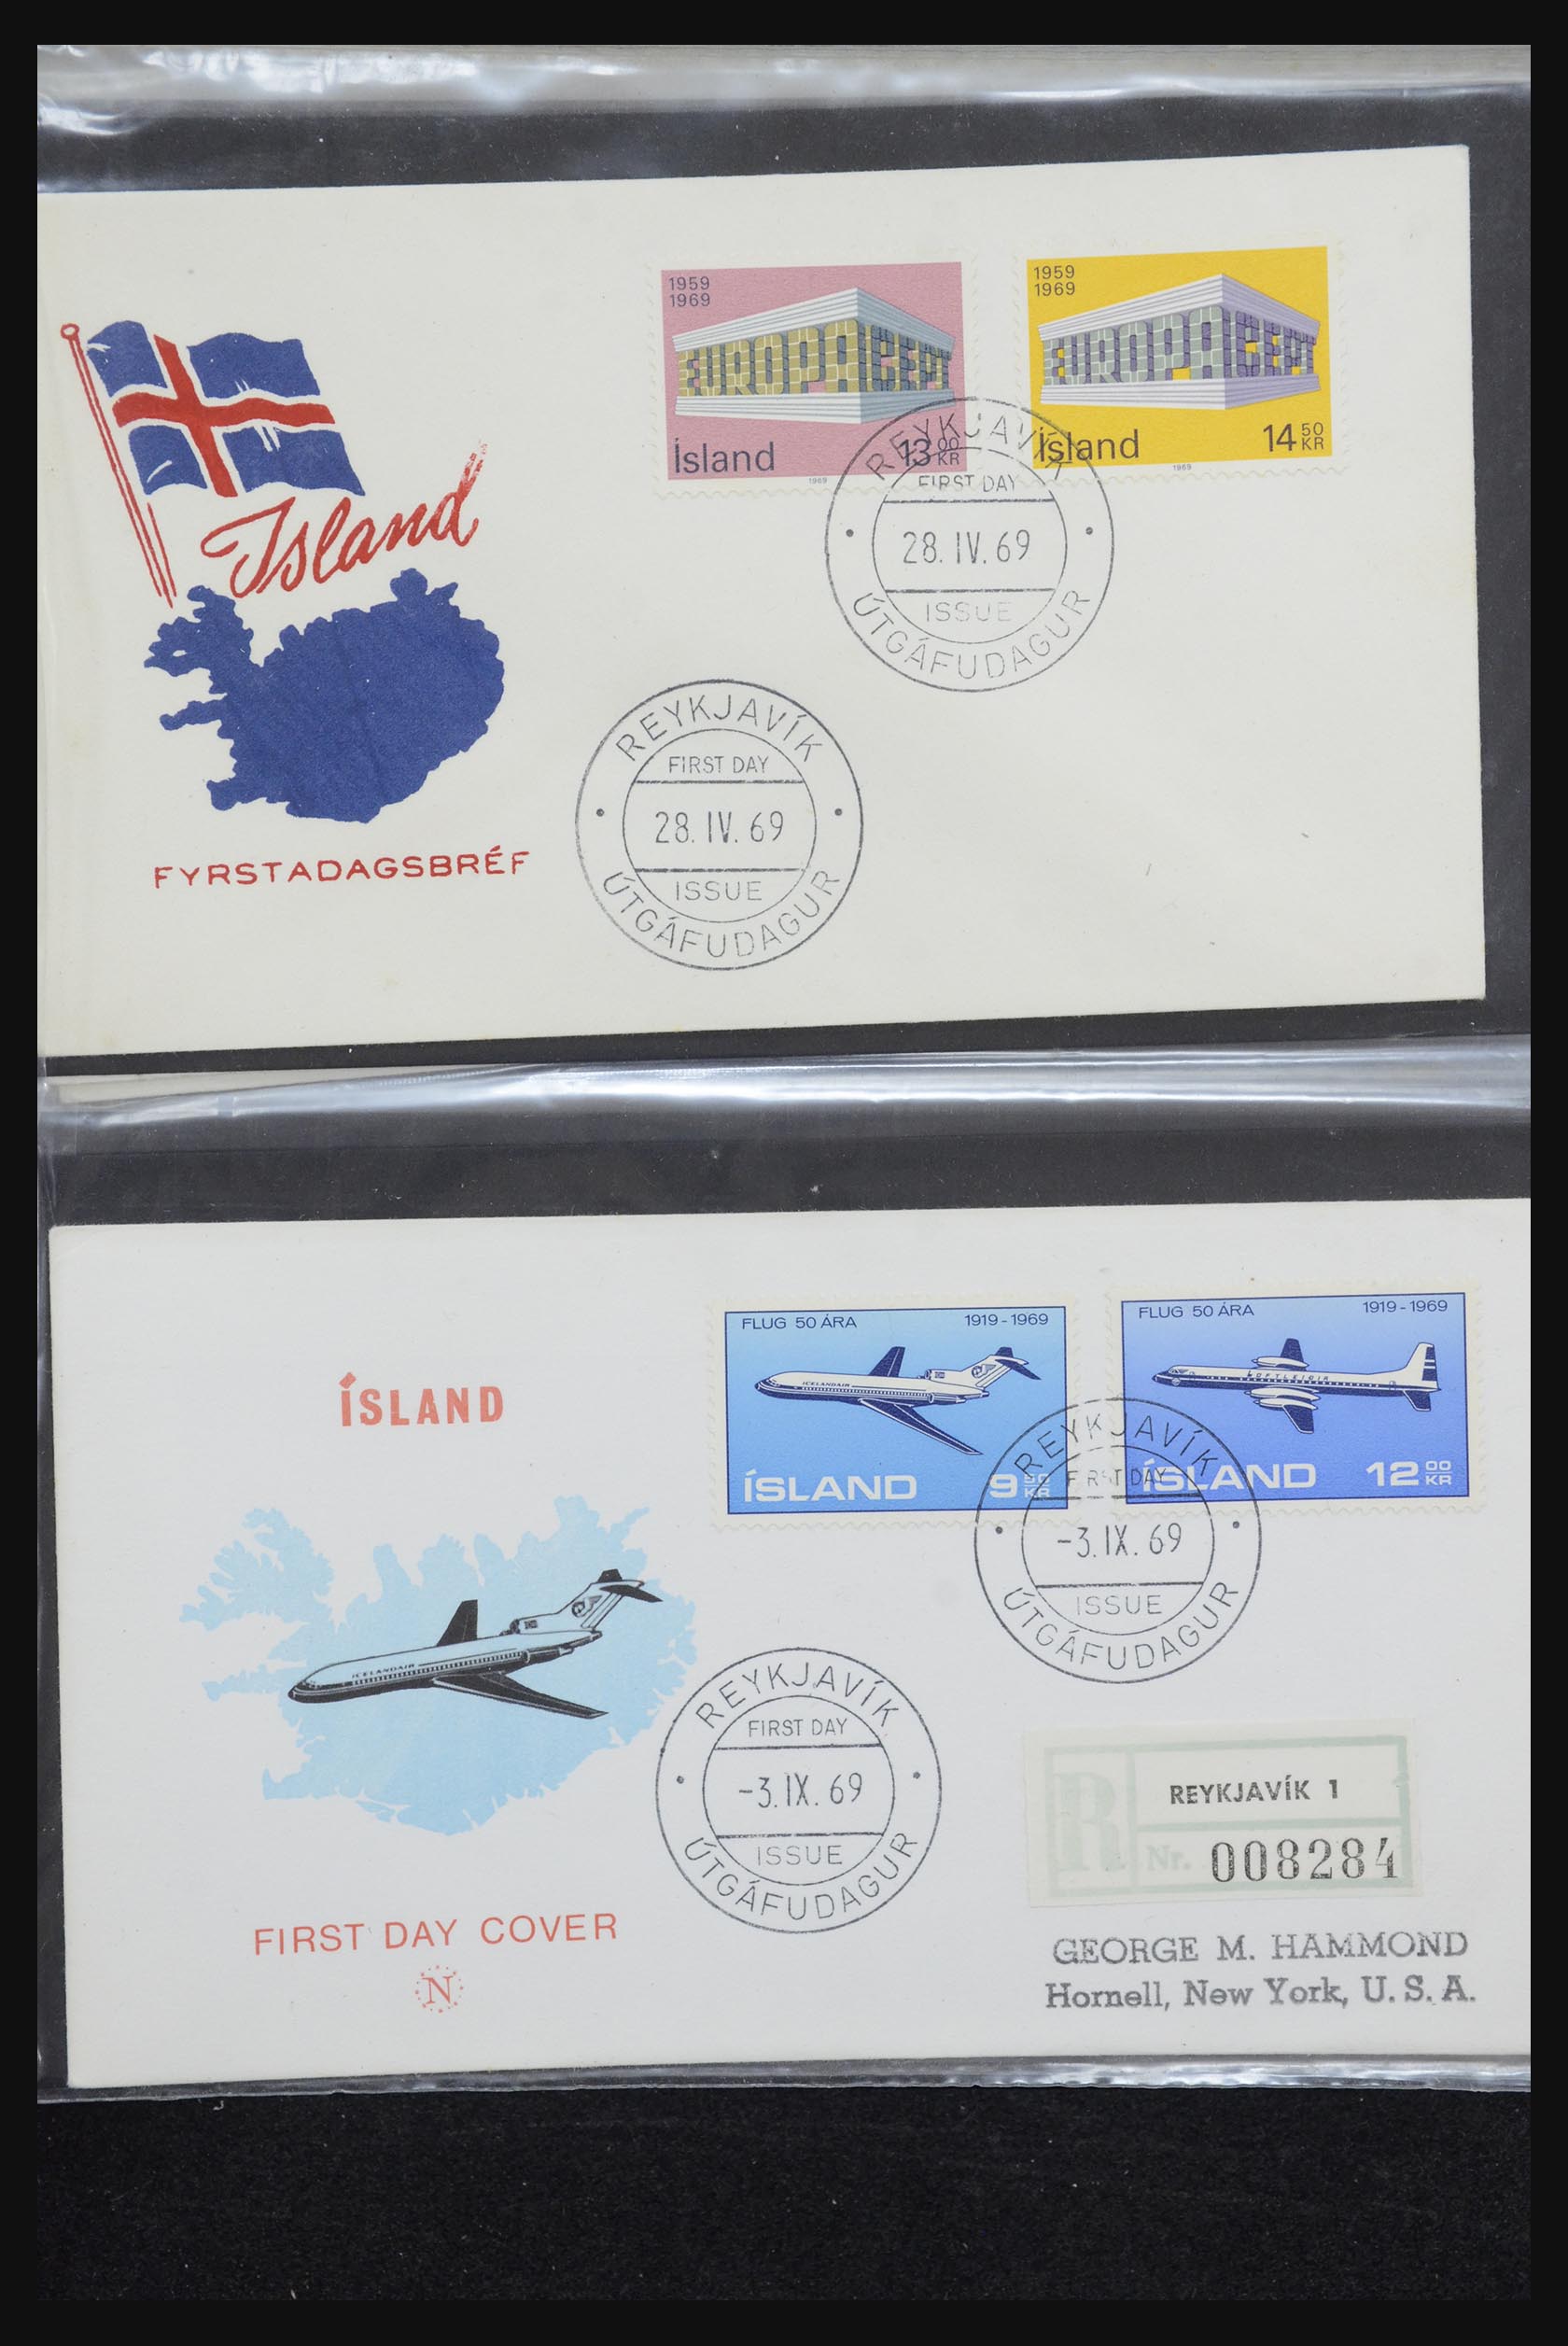 1959
1969
EUROPA CEPT
Ísland
13 00 KR
1969
1959
1969
EUROPA CEPT
Ísland
14 50 KR
1969
REYKJAVÍK
FIRST DAY
28. IV. 69
ISSUE
ÚTGÁFUDAGUR
Ísland
REYKJAVÍK
FIRST DAY
28. IV. 69
ISSUE
ÚTGÁFUDAGUR
FYRSTADAGSBRÉF
FLUG 50 ÁRA 1919-1969
ICELANDAIR
ÍSLAND 9 50 KR
FLUG 50 ÁRA 1919-1969
LOFTLEIDIR
ÍSLAND 12 00 KR
ÍSLAND
REYKJAVÍK
FIRST DAY
-3. IX. 69
ISSUE
ÚTGÁFUDAGUR
ICELANDAIR
REYKJAVÍK
FIRST DAY
-3. IX. 69
ISSUE
ÚTGÁFUDAGUR
R
REYKJAVÍK 1
Nr. 008284
FIRST DAY COVER
N
GEORGE M. HAMMOND
Hornell, New York, U. S. A.